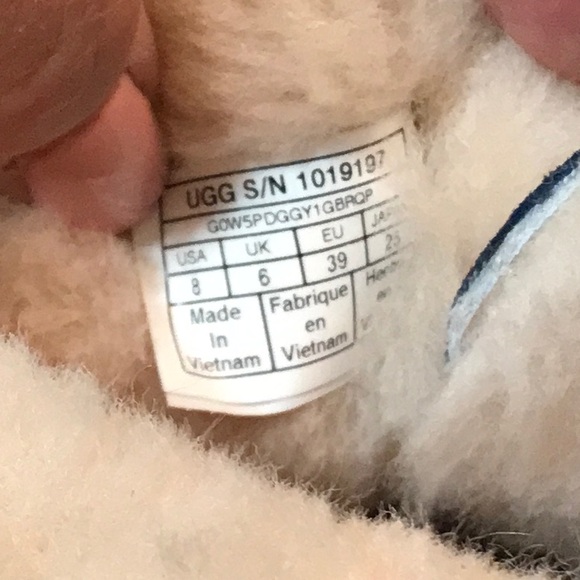 UGG S/N 1019197
G0W5PDGGY1GBRQP
USA UK EU
8 6 39
Made In Vietnam
Fabrique en Vietnam